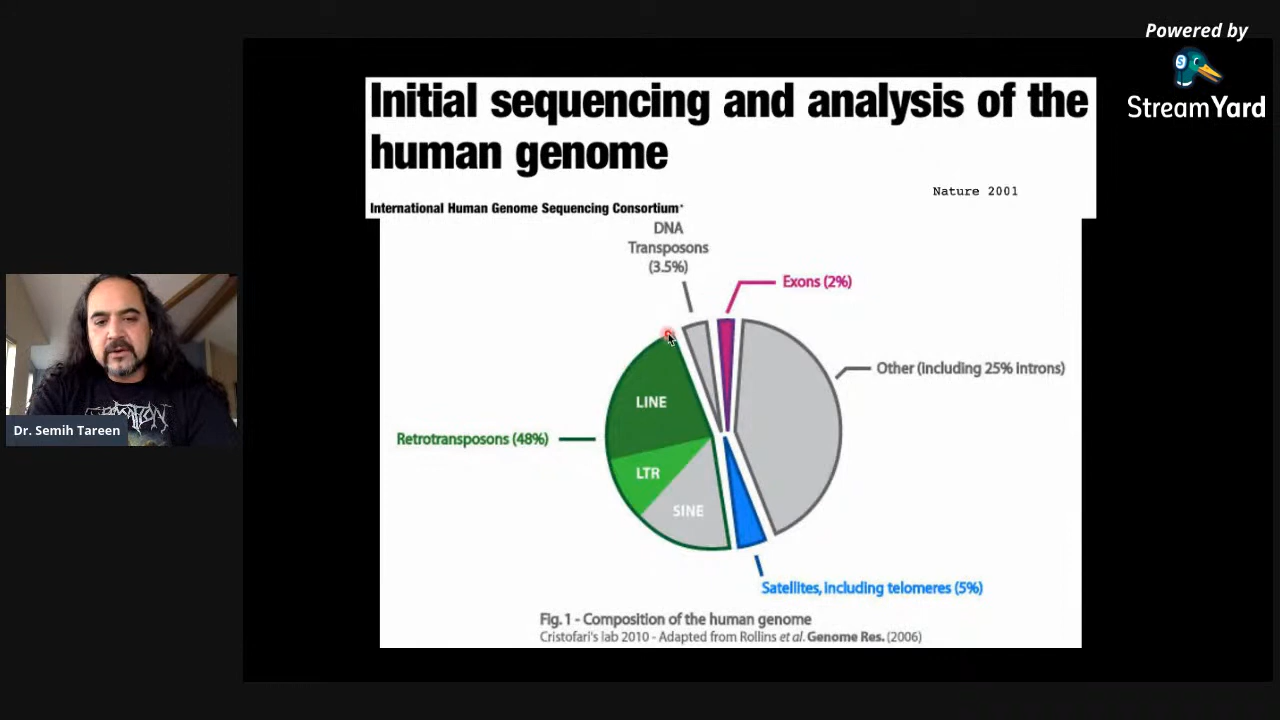 Powered by
StreamYard
Initial sequencing and analysis of the
human genome
Nature 2001
International Human Genome Sequencing Consortium*
DNA
Transposons
(3.5%)
Exons (2%)
Other (including 25% introns)
LINE
Retrotransposons (48%)
LTR
SINE
Satellites, including telomeres (5%)
Fig. 1 - Composition of the human genome
Cristofari's lab 2010 - Adapted from Rollins et al. Genome Res. (2006)
Dr. Semih Tareen